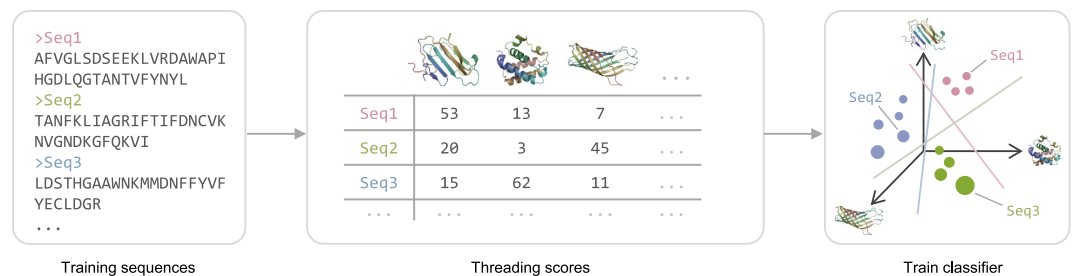 >Seq1
AFVGLSDSEEKLVRDAWAPI
HGDLQGTANTVFYNYL
>Seq2
TANFKLIAGRIFTIFDNCVK
NVGNDKGFQKVI
>Seq3
LDSTHGAAWNKMMDNFFYVF
YECLDGR
...
Training sequences
...
Seq1 53 13 7 ...
Seq2 20 3 45 ...
Seq3 15 62 11 ...
... ... ... ... ...
Threading scores
Seq1
Seq2
Seq3
Train classifier